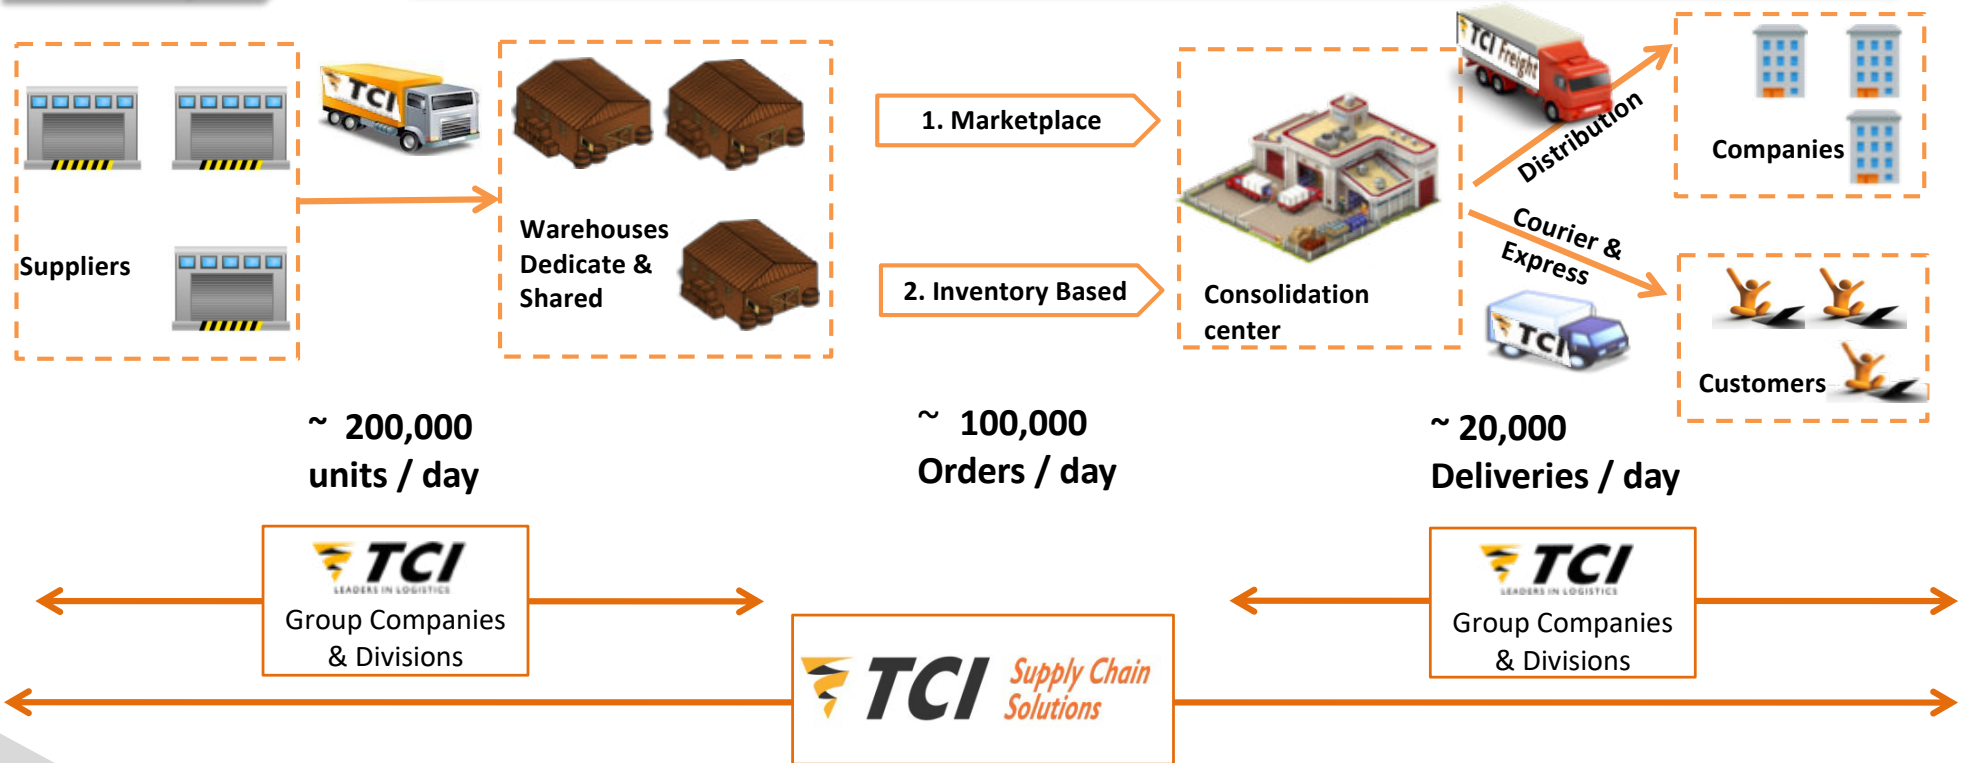 TCI
TCI Freight
Suppliers
Warehouses
Dedicate &
Shared
1. Marketplace
2. Inventory Based
Consolidation
center
Distribution
Companies
Courier &
Express
TCI
Customers
~ 200,000
units / day
~ 100,000
Orders / day
~ 20,000
Deliveries / day
TCI
LEADERS IN LOGISTICS
Group Companies
& Divisions
TCI Supply Chain
Solutions
TCI
LEADERS IN LOGISTICS
Group Companies
& Divisions